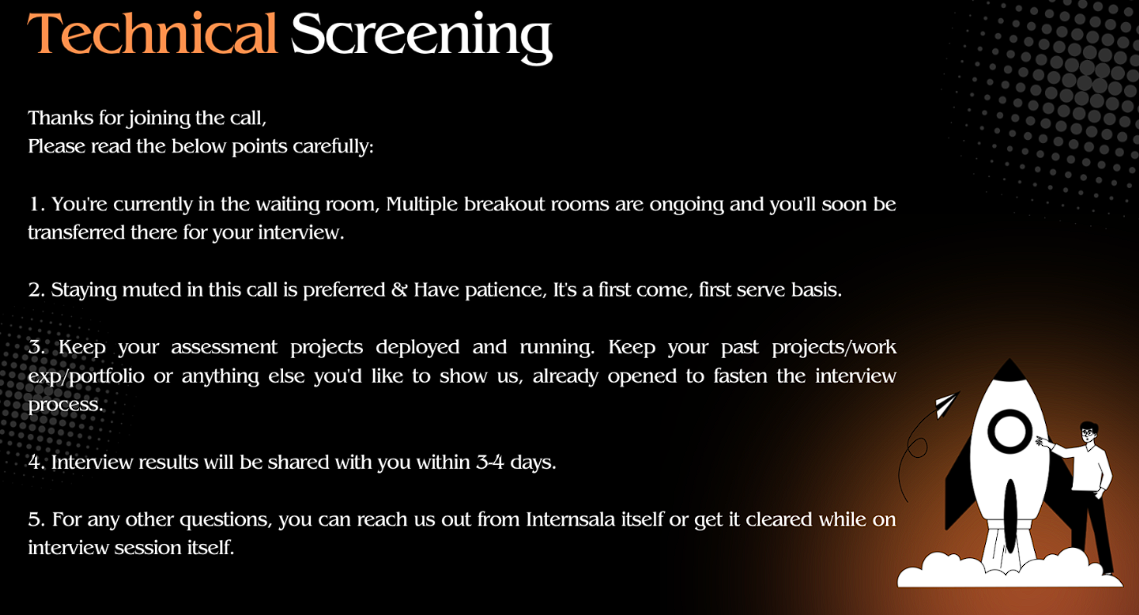 Technical Screening
Thanks for joining the call,
Please read the below points carefully:
1. You're currently in the waiting room, Multiple breakout rooms are ongoing and you'll soon be
transferred there for your interview.
2. Staying muted in this call is preferred & Have patience, It's a first come, first serve basis.
3. Keep your assessment projects deployed and running. Keep your past projects/work
exp/portfolio or anything else you'd like to show us, already opened to fasten the interview
process.
4. Interview results will be shared with you within 3-4 days.
5. For any other questions, you can reach us out from Internsala itself or get it cleared while on
interview session itself.